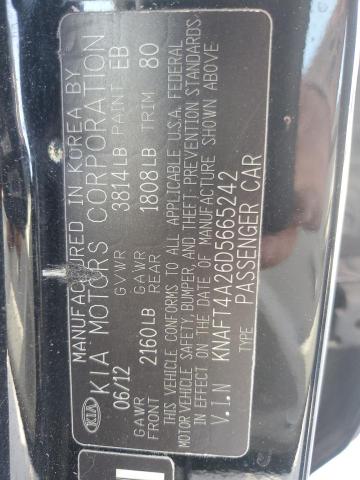 MANUFACTURED IN KOREA BY
KIA MOTORS CORPORATION
06/12 GVWR 3814LB PAINT EB
GAWR FRONT 2160LB GAWR REAR 1808LB TRIM 80
THIS VEHICLE CONFORMS TO ALL APPLICABLE U.S.A. FEDERAL
MOTOR VEHICLE SAFETY, BUMPER, AND THEFT PREVENTION STANDARDS
IN EFFECT ON THE DATE OF MANUFACTURE SHOWN ABOVE.
V.I.N KNAFT4A26D5665242
TYPE PASSENGER CAR
KIA